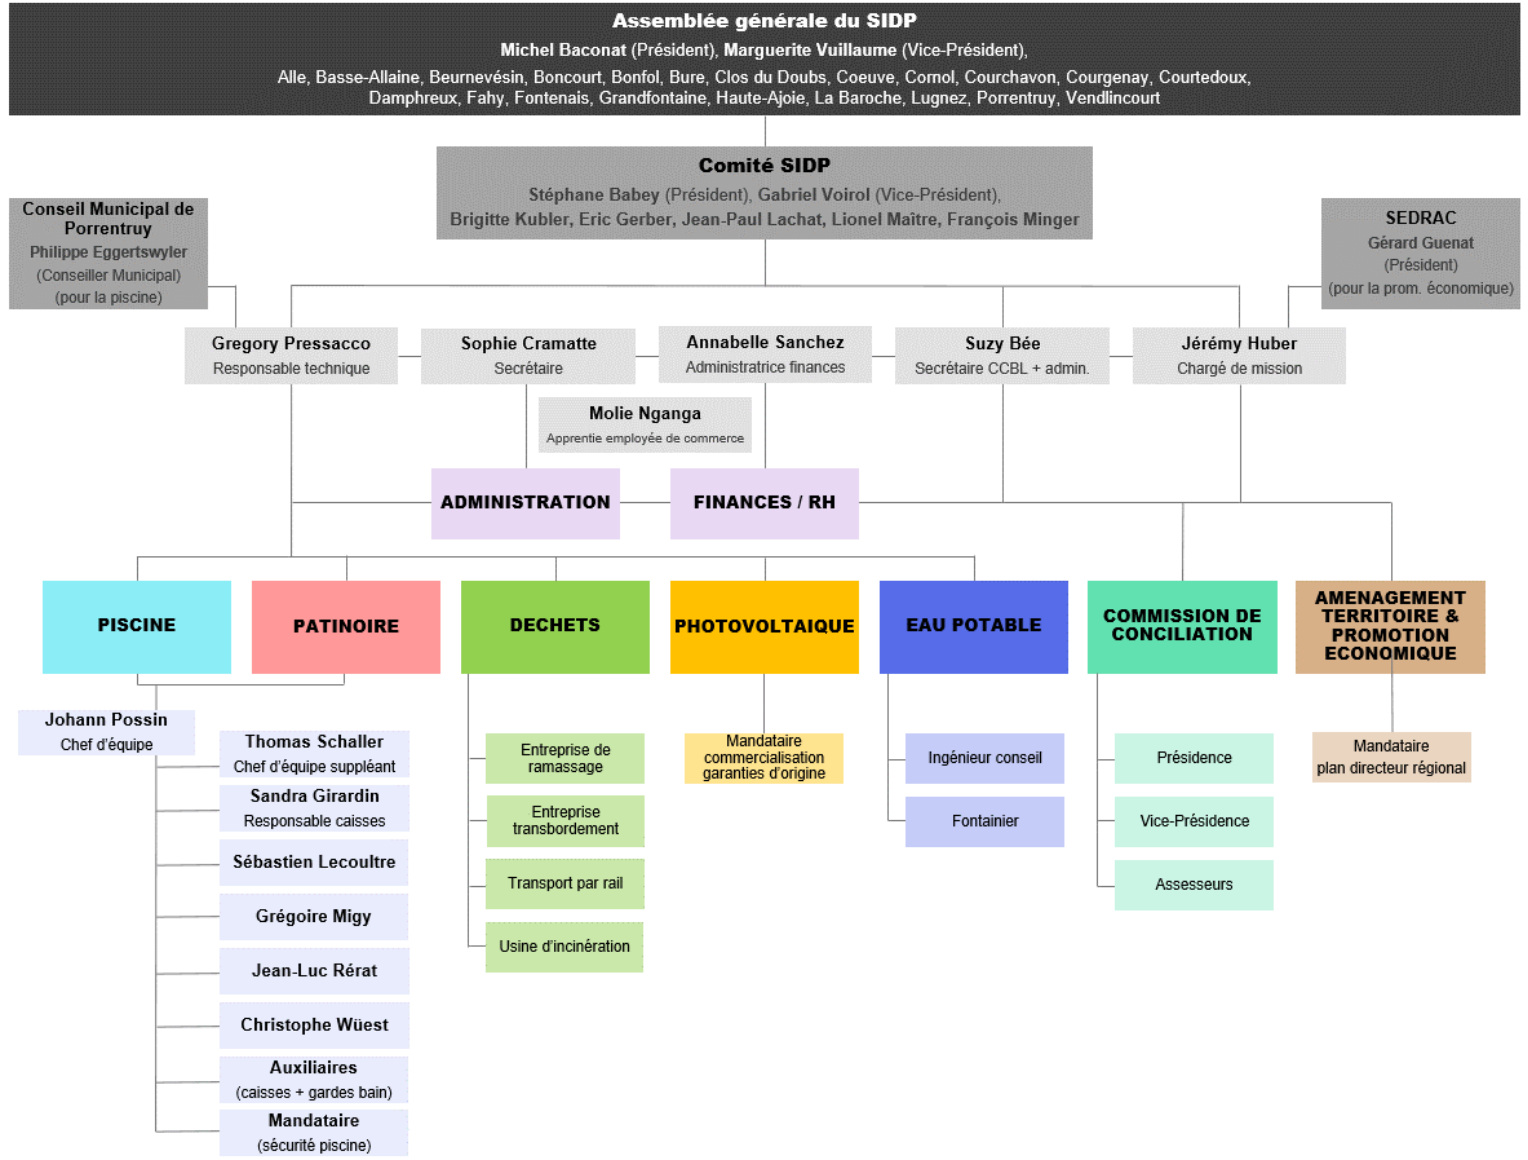 Assemblée générale du SIDP
Michel Baconat (Président), Marguerite Vuillaume (Vice-Président),
Alle, Basse-Allaine, Beurnevésin, Boncourt, Bonfol, Bure, Clos du Doubs, Coeuve, Cornol, Courchavon, Courgenay, Courtedoux,
Damphreux, Fahy, Fontenais, Grandfontaine, Haute-Ajoie, La Baroche, Lugnez, Porrentruy, Vendlincourt
Comité SIDP
Stéphane Babey (Président), Gabriel Voirol (Vice-Président),
Brigitte Kubler, Eric Gerber, Jean-Paul Lachat, Lionel Maître, François Minger
Conseil Municipal de
Porrentruy
Philippe Eggertswyler
(Conseiller Municipal)
(pour la piscine)
SEDRAC
Gérard Guenat
(Président)
(pour la prom. économique)
Gregory Pressacco
Responsable technique
Sophie Cramatte
Secrétaire
Annabelle Sanchez
Administratrice finances
Suzy Bée
Secrétaire CCBL + admin.
Jérémy Huber
Chargé de mission
Molie Nganga
Apprentie employée de commerce
ADMINISTRATION
FINANCES / RH
PISCINE
PATINOIRE
DECHETS
PHOTOVOLTAIQUE
EAU POTABLE
COMMISSION DE
CONCILIATION
AMENAGEMENT
TERRITOIRE &
PROMOTION
ECONOMIQUE
Johann Possin
Chef d'équipe
Thomas Schaller
Chef d'équipe suppléant
Sandra Girardin
Responsable caisses
Sébastien Lecoultre
Grégoire Migy
Jean-Luc Rérat
Christophe Wüest
Auxiliaires
(caisses + gardes bain)
Mandataire
(sécurité piscine)
Entreprise de
ramassage
Entreprise
transbordement
Transport par rail
Usine d'incinération
Mandataire
commercialisation
garanties d'origine
Ingénieur conseil
Fontainier
Présidence
Vice-Présidence
Assesseurs
Mandataire
plan directeur régional